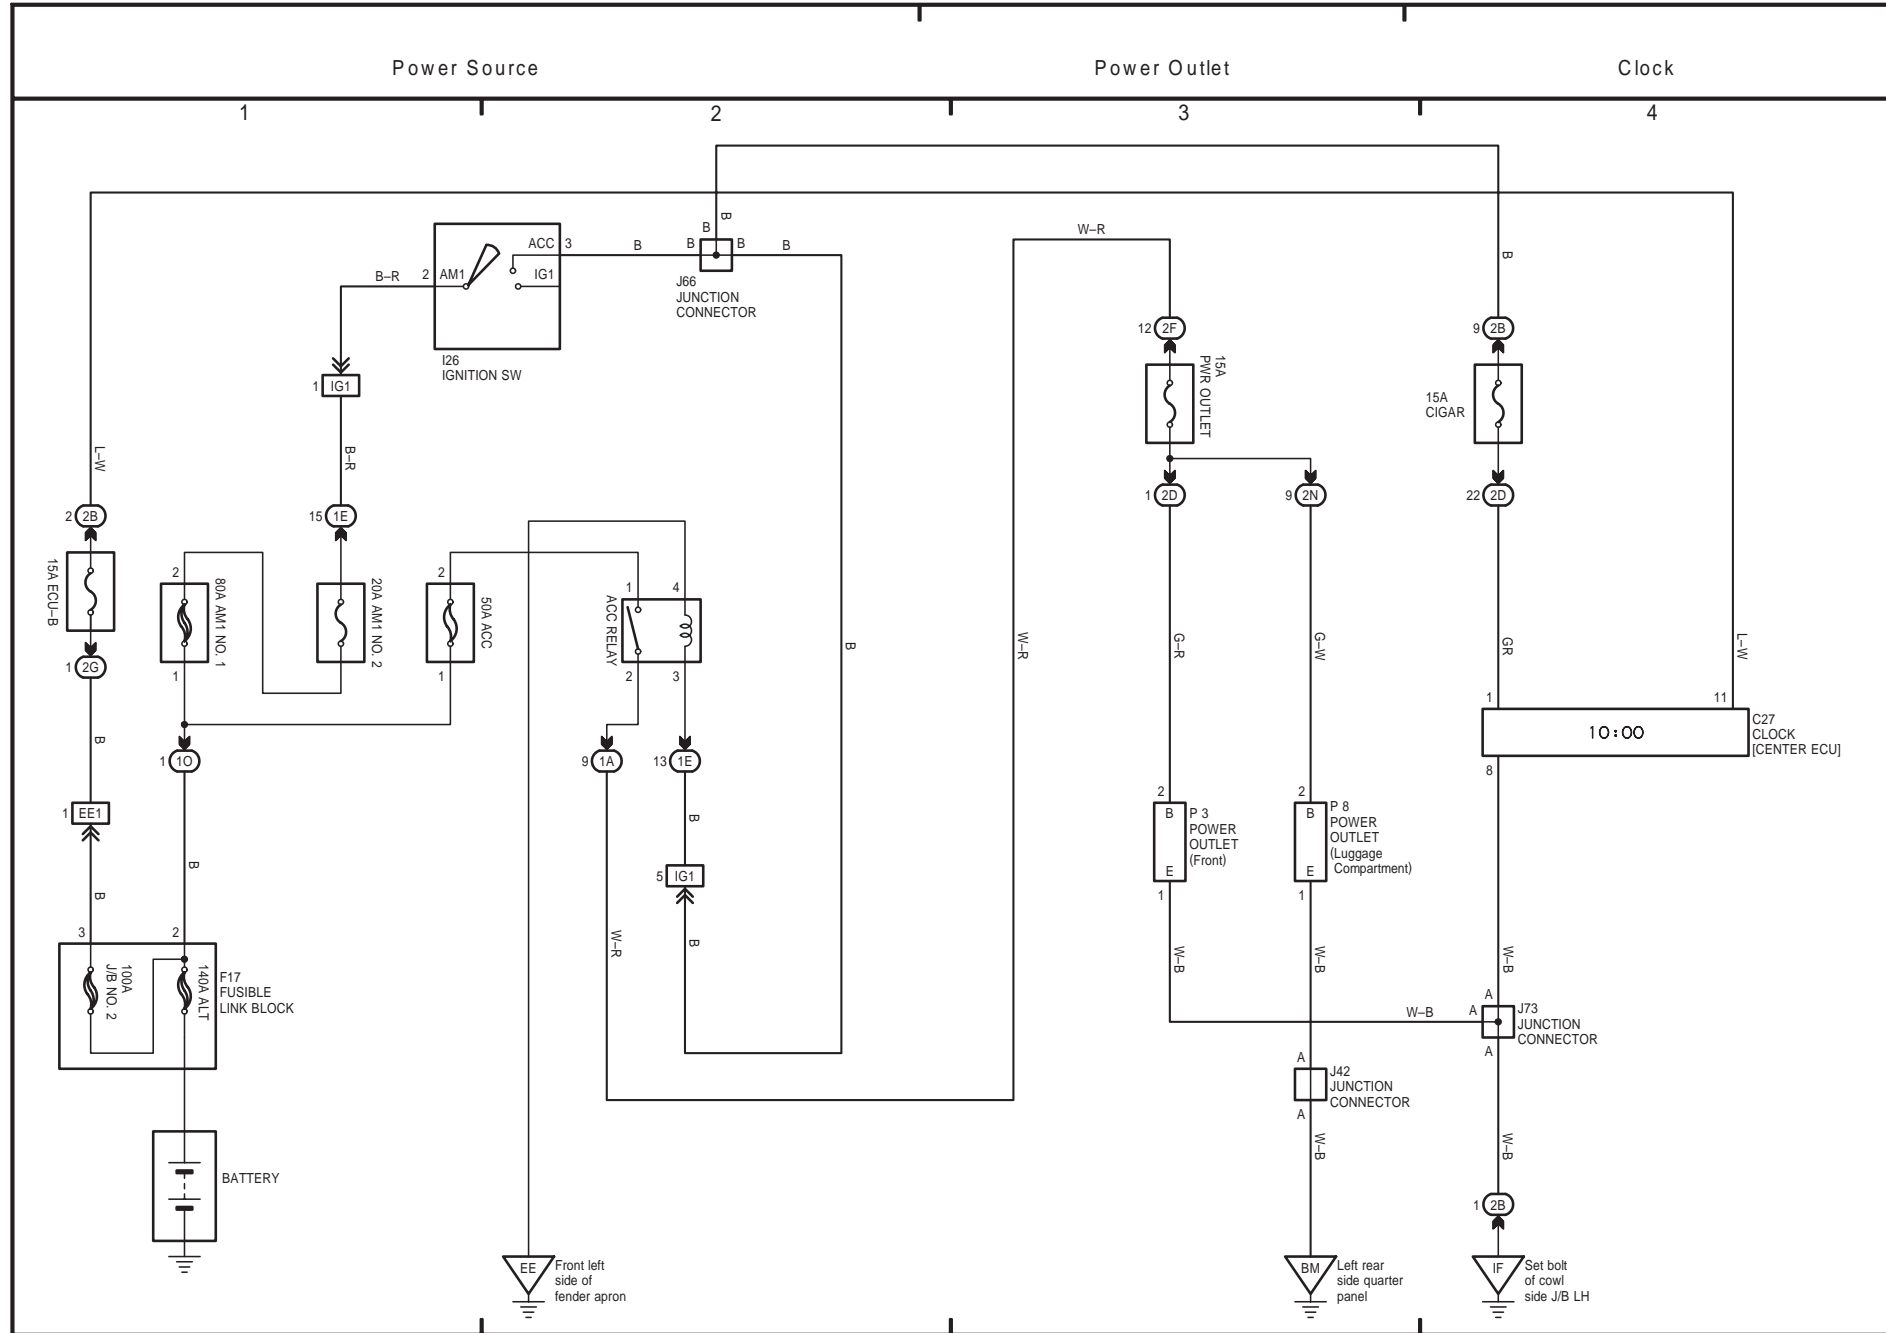 Power Source
Power Outlet
Clock
1
2
3
4
B
B
B
B
B
B
B
ACC 3
2 AM1
IG1
B–R
I26
IGNITION SW
J66
JUNCTION
CONNECTOR
W–R
B
12 2F
9 2B
15A
PWR OUTLET
15A
CIGAR
1 IG1
B–R
L–W
2 2B
15 1E
1 2D
9 2N
22 2D
15A ECU–B
2
80A AM1 NO. 1
1
20A AM1 NO. 2
2
50A ACC
1
1
4
ACC RELAY
2
3
B
W–R
G–R
G–W
GR
L–W
1 2G
B
1 1O
9 1A
13 1E
1
11
10:00
C27
CLOCK
[CENTER ECU]
8
1 EE1
B
B
B
5 IG1
B
W–R
2
B
E
1
P 3
POWER
OUTLET
(Front)
2
B
E
1
P 8
POWER
OUTLET
(Luggage
Compartment)
3
2
100A
J/B NO. 2
140A ALT
F17
FUSIBLE
LINK BLOCK
W–B
W–B
W–B
W–B
A
A
A
J73
JUNCTION
CONNECTOR
A
A
J42
JUNCTION
CONNECTOR
W–B
W–B
BATTERY
1 2B
EE
Front left
side of
fender apron
BM
Left rear
side quarter
panel
IF
Set bolt
of cowl
side J/B LH